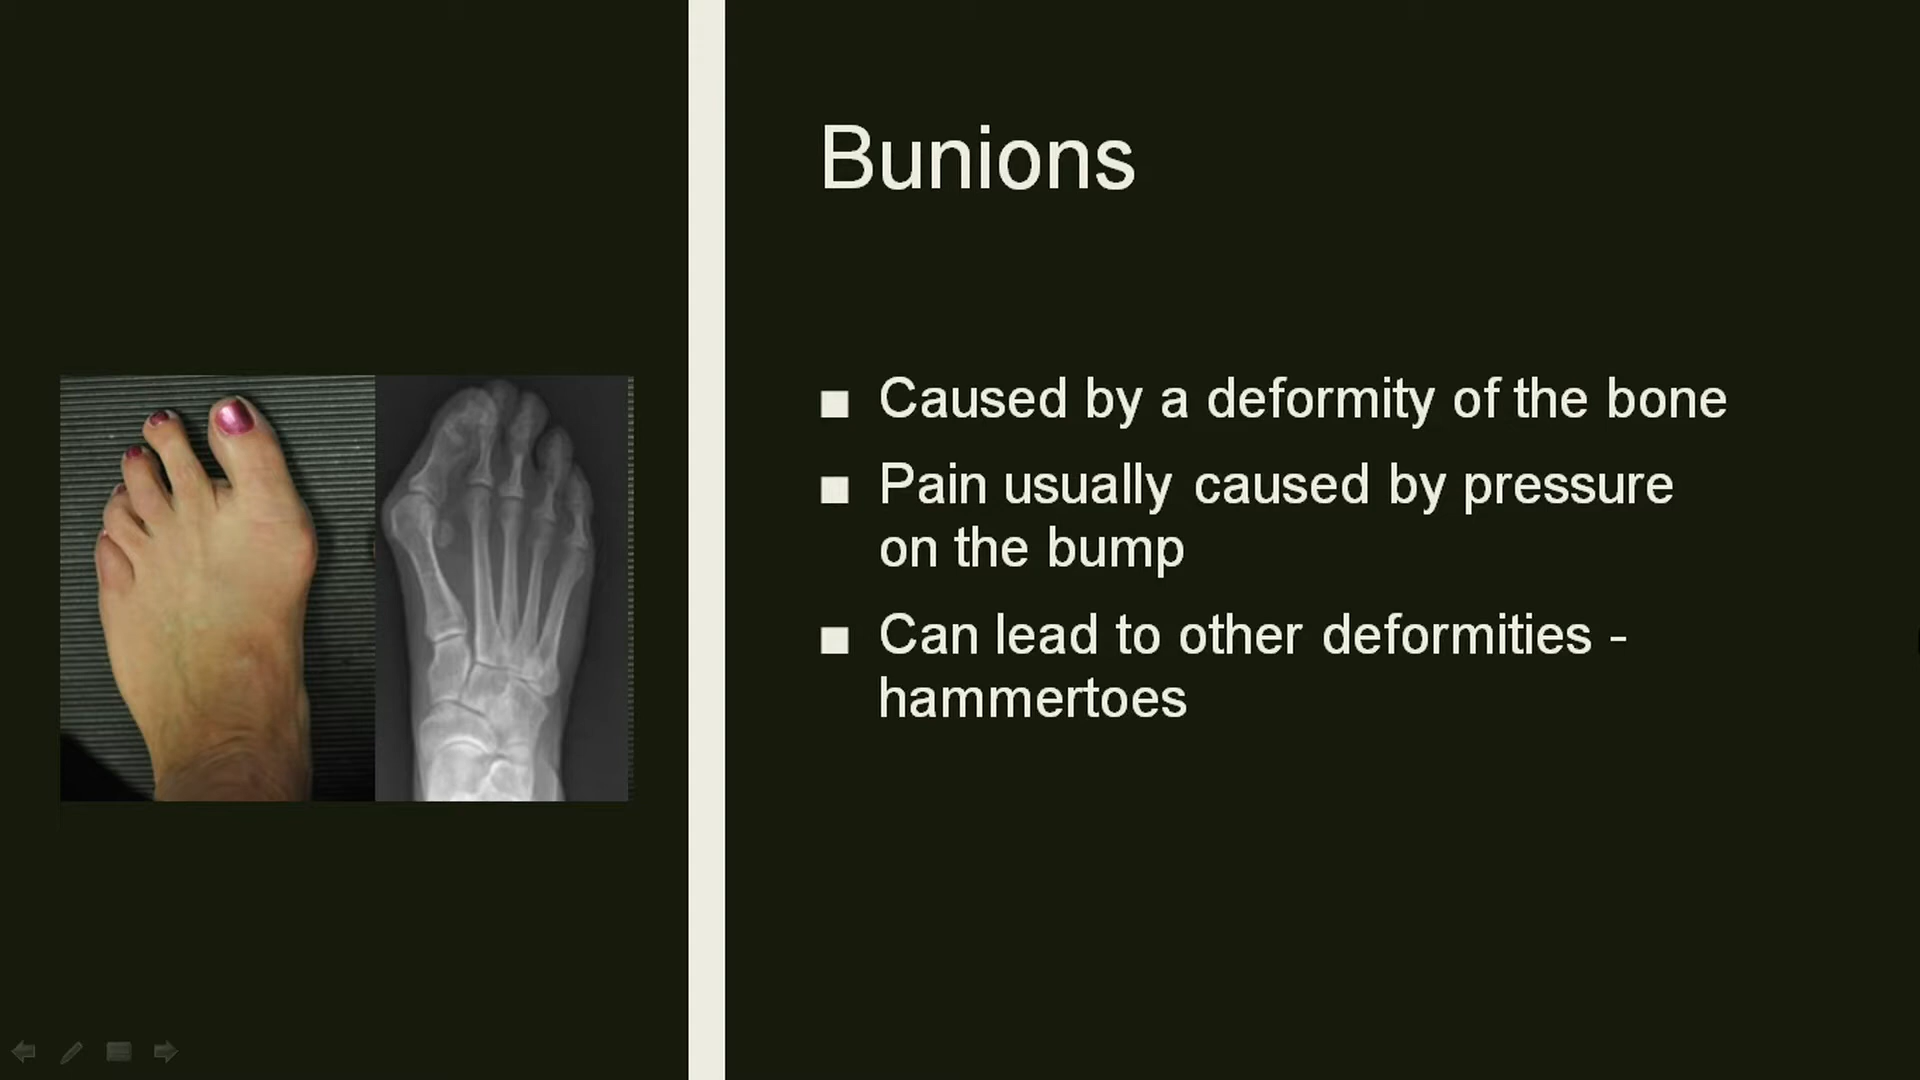 Bunions
■ Caused by a deformity of the bone
■ Pain usually caused by pressure
on the bump
■ Can lead to other deformities -
hammertoes